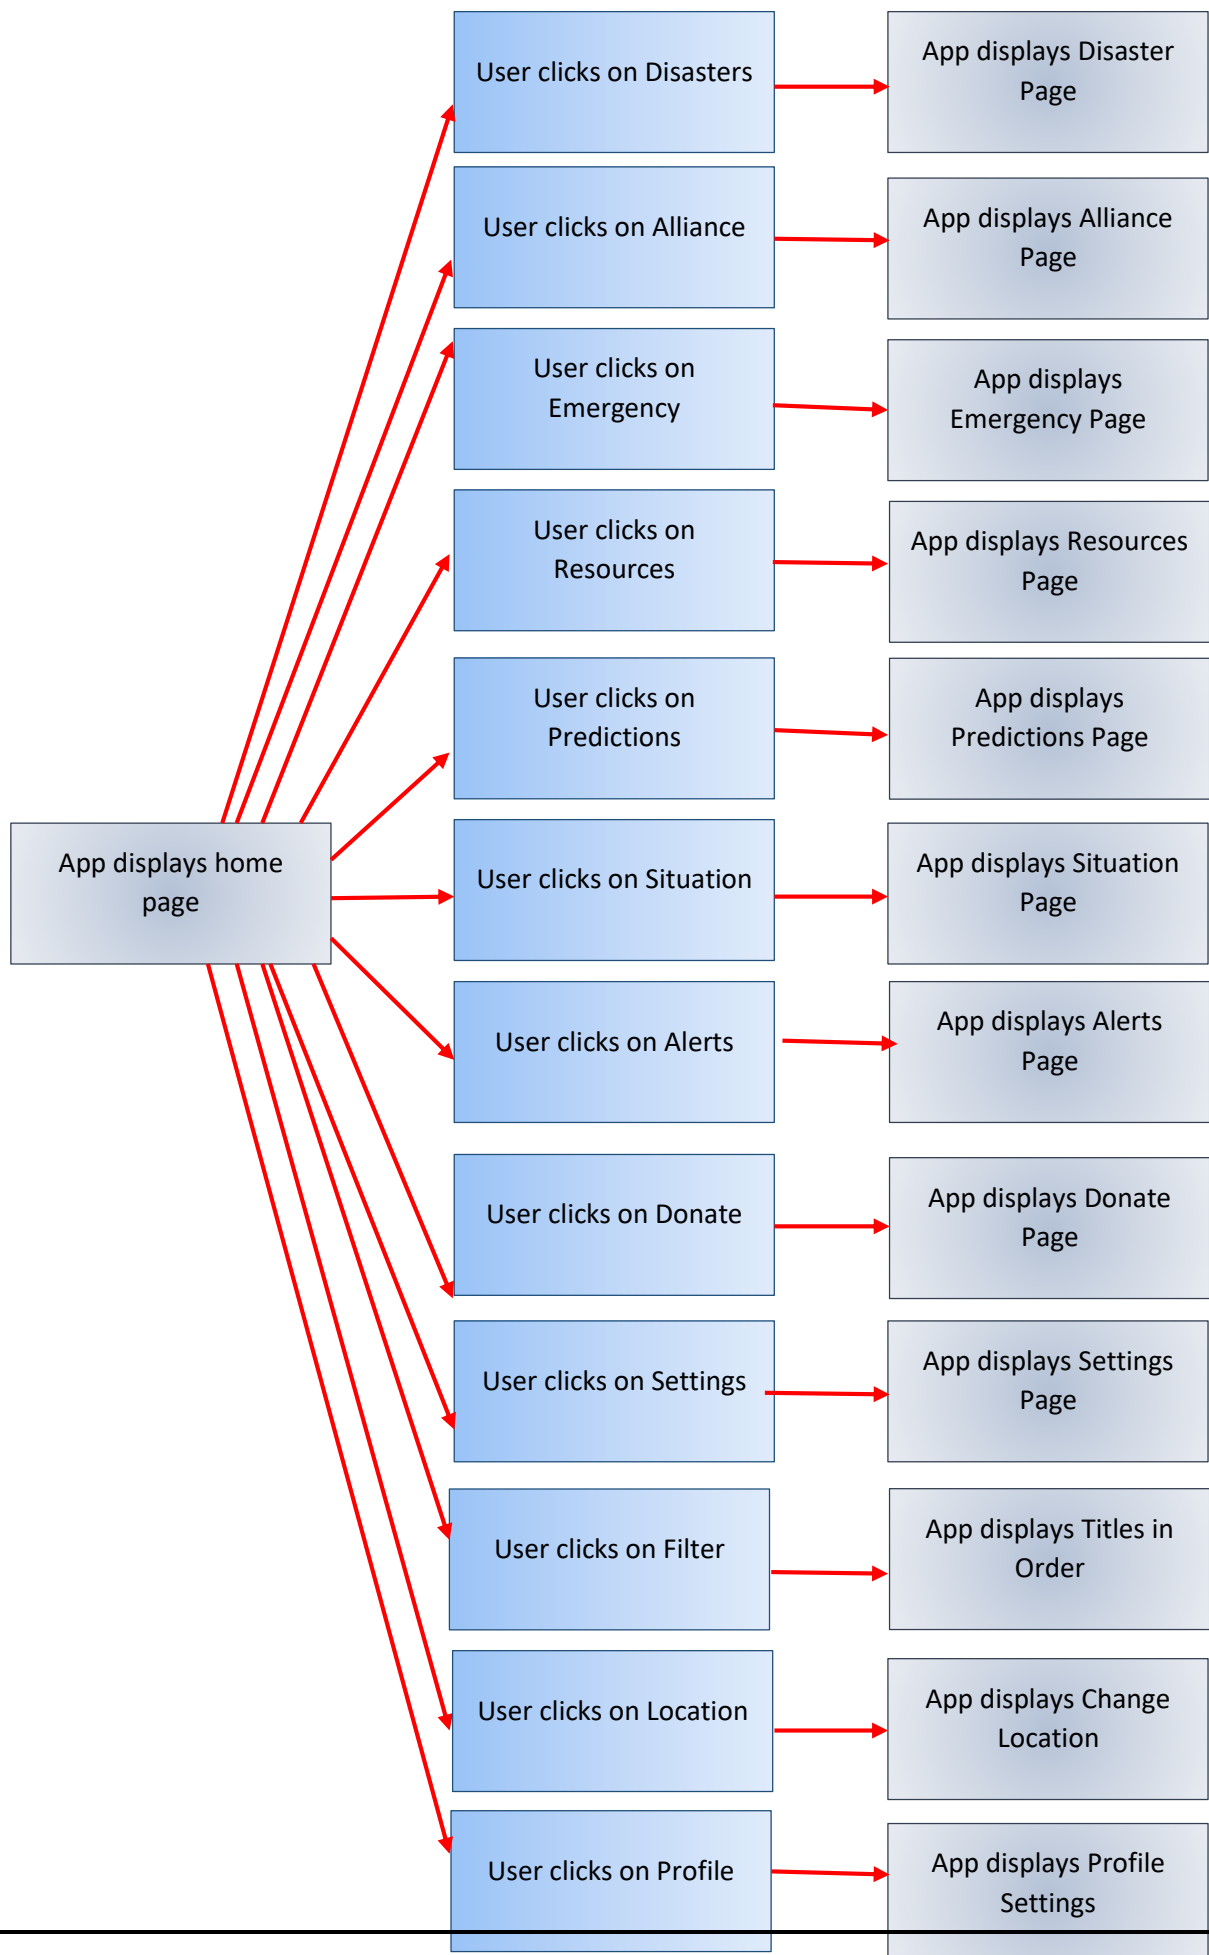 User clicks on Disasters
App displays Disaster
Page
User clicks on Alliance
App displays Alliance
Page
User clicks on
Emergency
App displays
Emergency Page
User clicks on
Resources
App displays Resources
Page
User clicks on
Predictions
App displays
Predictions Page
App displays home
page
User clicks on Situation
App displays Situation
Page
User clicks on Alerts
App displays Alerts
Page
User clicks on Donate
App displays Donate
Page
User clicks on Settings
App displays Settings
Page
User clicks on Filter
App displays Titles in
Order
User clicks on Location
App displays Change
Location
User clicks on Profile
App displays Profile
Settings